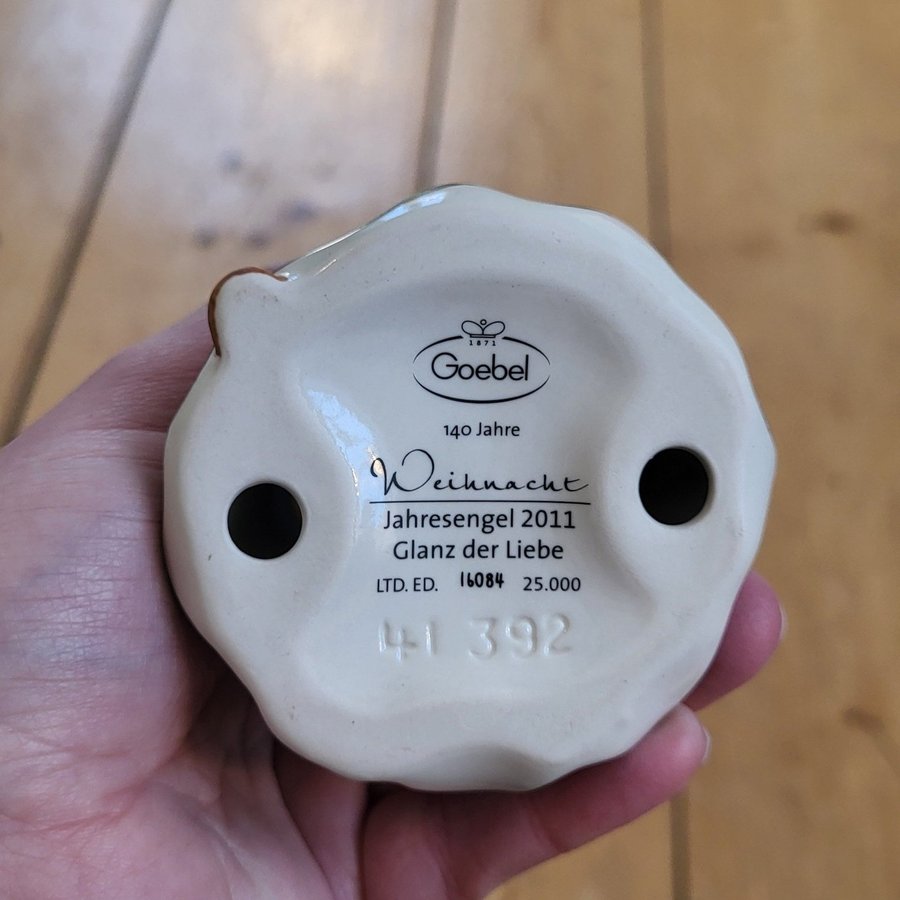 1871
Goebel
140 Jahre
Weihnacht
Jahresengel 2011
Glanz der Liebe
LTD. ED. 16084 25.000
41 392